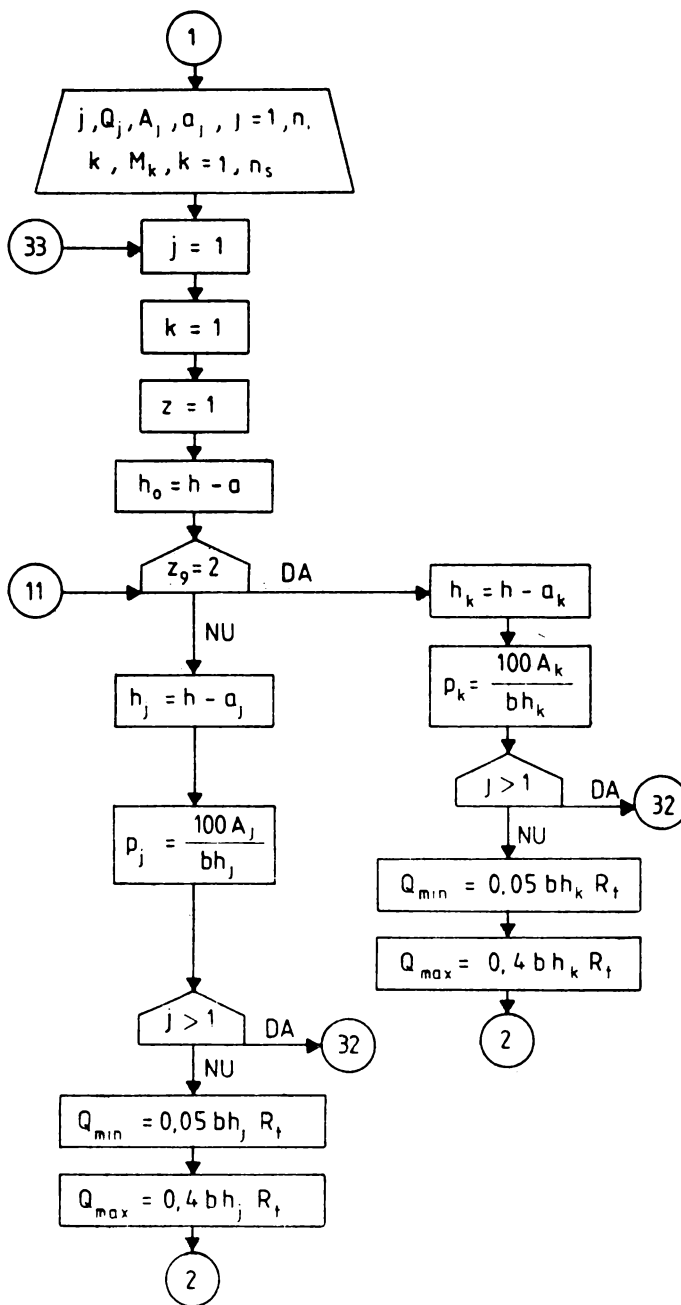 1
j , Q_j , A_j , a_j , j = 1 , n .
k , M_k , k = 1 , n_s
33
j = 1
k = 1
z = 1
h_o = h - a
11
z_9 = 2
DA
NU
h_j = h - a_j
p_j = 100 A_j / bh_j
j > 1
DA
32
NU
Q_min = 0,05 bh_j R_t
Q_max = 0,4 bh_j R_t
2
h_k = h - a_k
p_k = 100 A_k / bh_k
j > 1
DA
32
NU
Q_min = 0,05 bh_k R_t
Q_max = 0,4 bh_k R_t
2